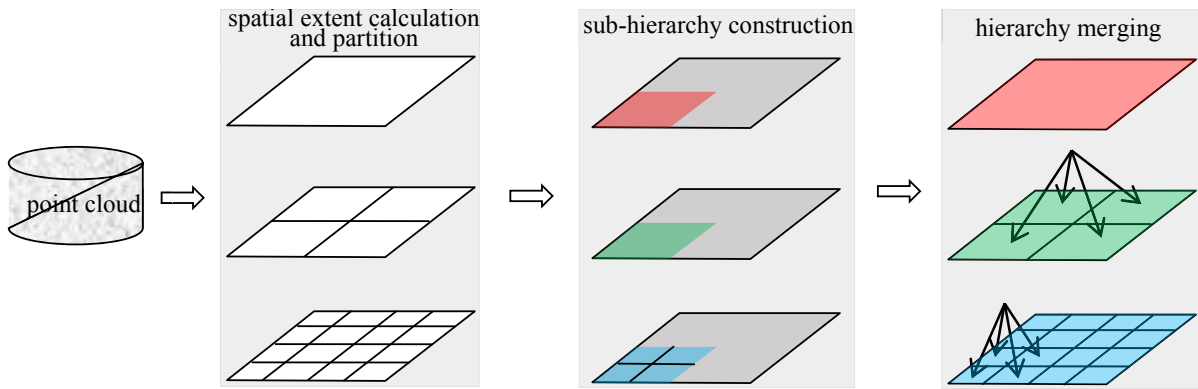 spatial extent calculation
and partition
sub-hierarchy construction
hierarchy merging
point cloud